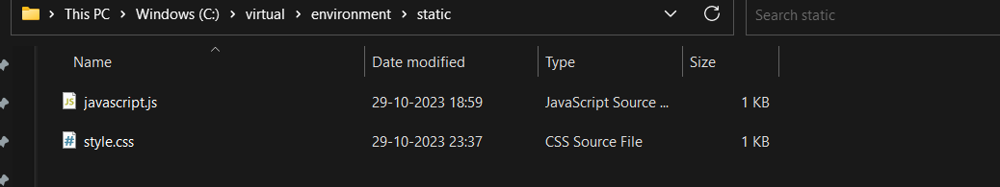 This PC > Windows (C:) > virtual > environment > static
Search static
Name Date modified Type Size
JS javascript.js 29-10-2023 18:59 JavaScript Source ... 1 KB
# style.css 29-10-2023 23:37 CSS Source File 1 KB